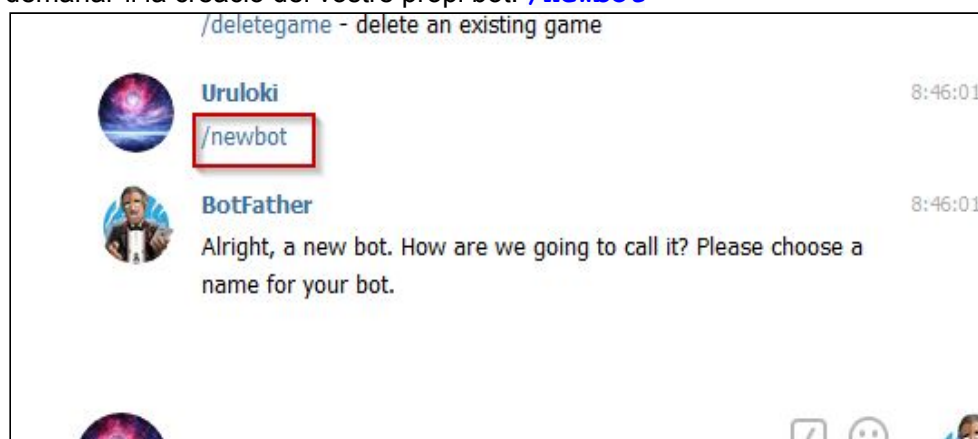 /deletegame - delete an existing game
Uruloki 8:46:01
/newbot
BotFather 8:46:01
Alright, a new bot. How are we going to call it? Please choose a
name for your bot.